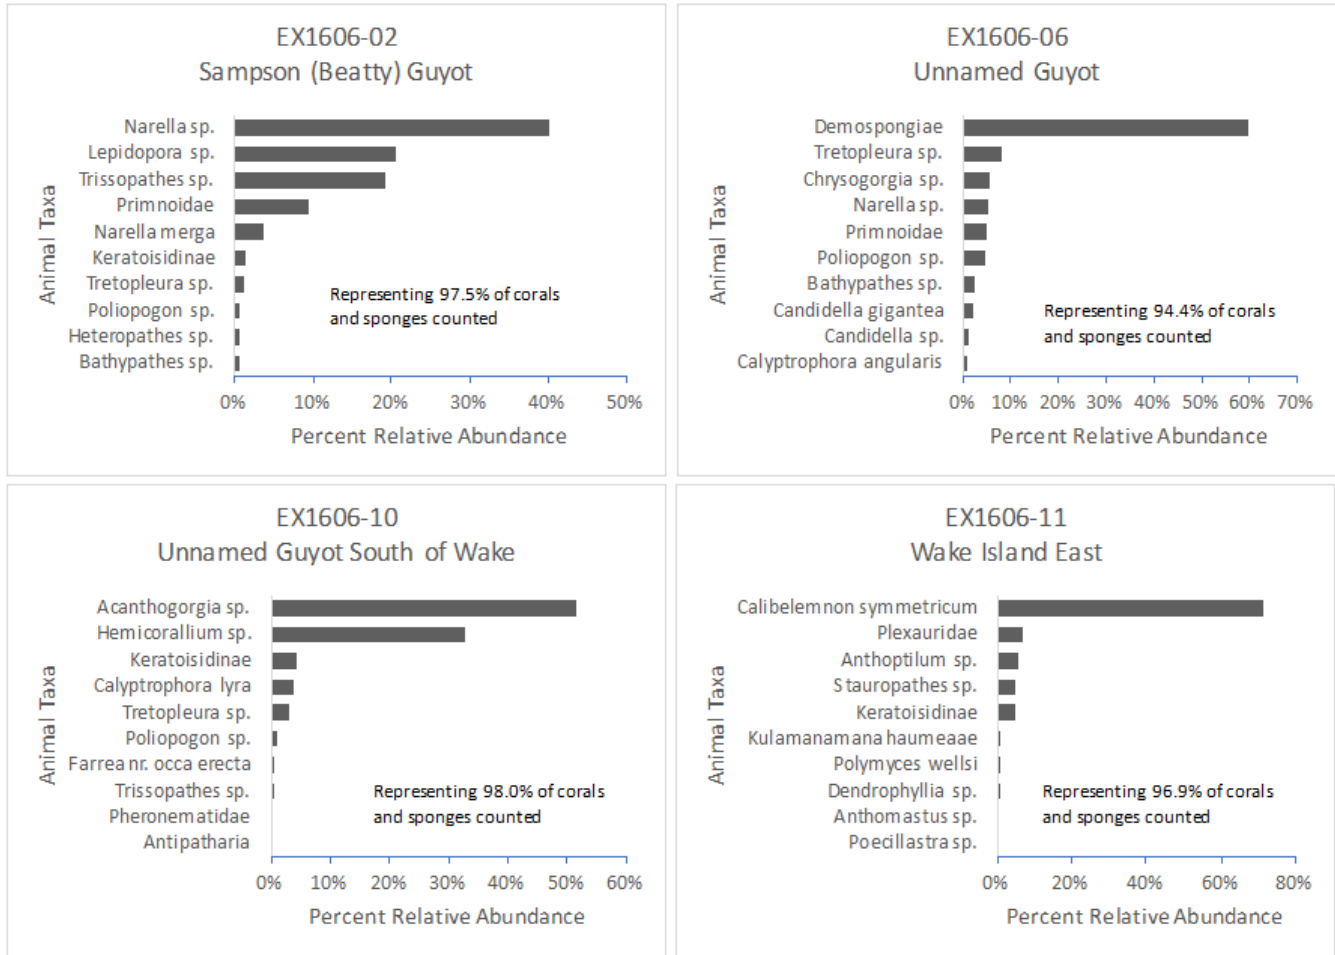 EX1606-02
Sampson (Beatty) Guyot
Animal Taxa
Narella sp.
Lepidopora sp.
Trissopathes sp.
Primnoidae
Narella merga
Keratoisidinae
Tretopleura sp.
Poliopogon sp.
Heteropathes sp.
Bathypathes sp.
Representing 97.5% of corals
and sponges counted
0% 10% 20% 30% 40% 50%
Percent Relative Abundance
EX1606-06
Unnamed Guyot
Animal Taxa
Demospongiae
Tretopleura sp.
Chrysogorgia sp.
Narella sp.
Primnoidae
Poliopogon sp.
Bathypathes sp.
Candidella gigantea
Candidella sp.
Calyptrophora angularis
Representing 94.4% of corals
and sponges counted
0% 10% 20% 30% 40% 50% 60% 70%
Percent Relative Abundance
EX1606-10
Unnamed Guyot South of Wake
Animal Taxa
Acanthogorgia sp.
Hemicorallium sp.
Keratoisidinae
Calyptrophora lyra
Tretopleura sp.
Poliopogon sp.
Farrea nr. occa erecta
Trissopathes sp.
Pheronematidae
Antipatharia
Representing 98.0% of corals
and sponges counted
0% 10% 20% 30% 40% 50% 60%
Percent Relative Abundance
EX1606-11
Wake Island East
Animal Taxa
Calibelemnon symmetricum
Plexauridae
Anthoptilum sp.
Stauropathes sp.
Keratoisidinae
Kulamanamana haumeaae
Polymyces wellsi
Dendrophyllia sp.
Anthomastus sp.
Poecillastra sp.
Representing 96.9% of corals
and sponges counted
0% 20% 40% 60% 80%
Percent Relative Abundance